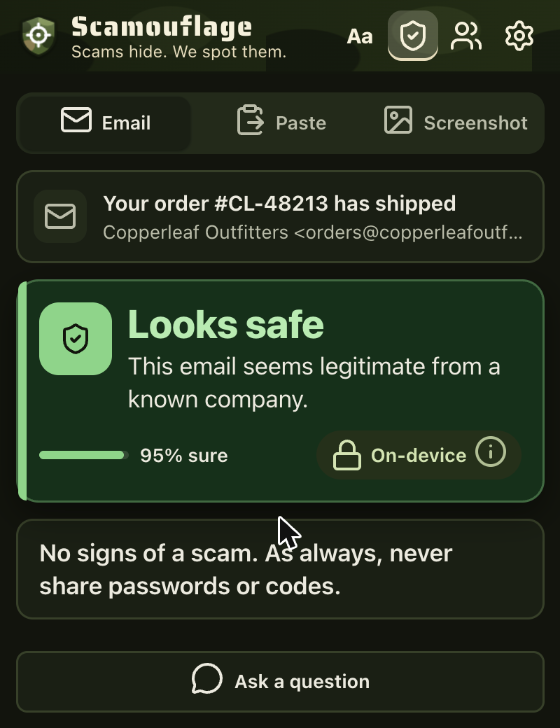 Scamouflage
Scams hide. We spot them.
Aa
Email
Paste
Screenshot
Your order #CL-48213 has shipped
Copperleaf Outfitters <orders@copperleafoutf...
Looks safe
This email seems legitimate from a
known company.
95% sure
On-device
No signs of a scam. As always, never
share passwords or codes.
Ask a question